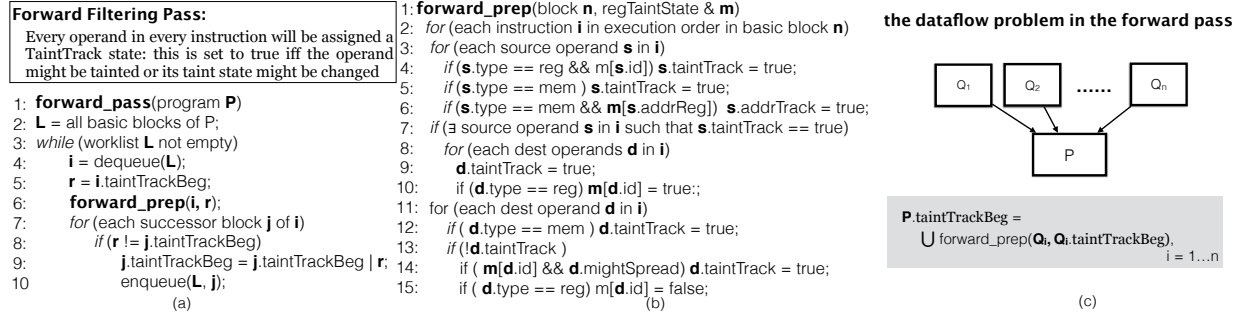 Forward Filtering Pass:
Every operand in every instruction will be assigned a
TaintTrack state: this is set to true iff the operand
might be tainted or its taint state might be changed
1: forward_pass(program P)
2: L = all basic blocks of P;
3: while (worklist L not empty)
4: i = dequeue(L);
5: r = i.taintTrackBeg;
6: forward_prep(i, r);
7: for (each successor block j of i)
8: if (r != j.taintTrackBeg)
9: j.taintTrackBeg = j.taintTrackBeg | r;
10 enqueue(L, j);
(a)
1: forward_prep(block n, regTaintState & m)
2: for (each instruction i in execution order in basic block n)
3: for (each source operand s in i)
4: if (s.type == reg && m[s.id]) s.taintTrack = true;
5: if (s.type == mem ) s.taintTrack = true;
6: if (s.type == mem && m[s.addrReg]) s.addrTrack = true;
7: if (∃ source operand s in i such that s.taintTrack == true)
8: for (each dest operands d in i)
9: d.taintTrack = true;
10: if (d.type == reg) m[d.id] = true:;
11: for (each dest operand d in i)
12: if ( d.type == mem ) d.taintTrack = true;
13: if (!d.taintTrack )
14: if ( m[d.id] && d.mightSpread) d.taintTrack = true;
15: if ( d.type == reg) m[d.id] = false;
(b)
the dataflow problem in the forward pass
Q1 Q2 ...... Qn
P
P.taintTrackBeg =
∪ forward_prep(Qi, Qi.taintTrackBeg),
i = 1...n
(c)